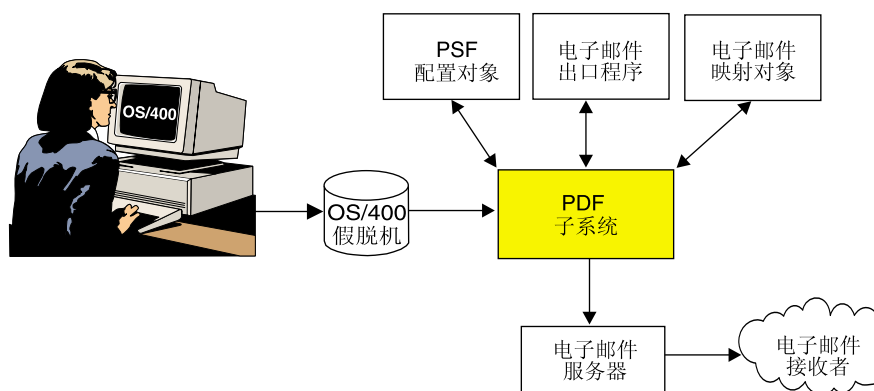 PSF
配置对象
电子邮件
出口程序
电子邮件
映射对象
OS/400
OS/400
假脱机
PDF
子系统
电子邮件
服务器
电子邮件
接收者